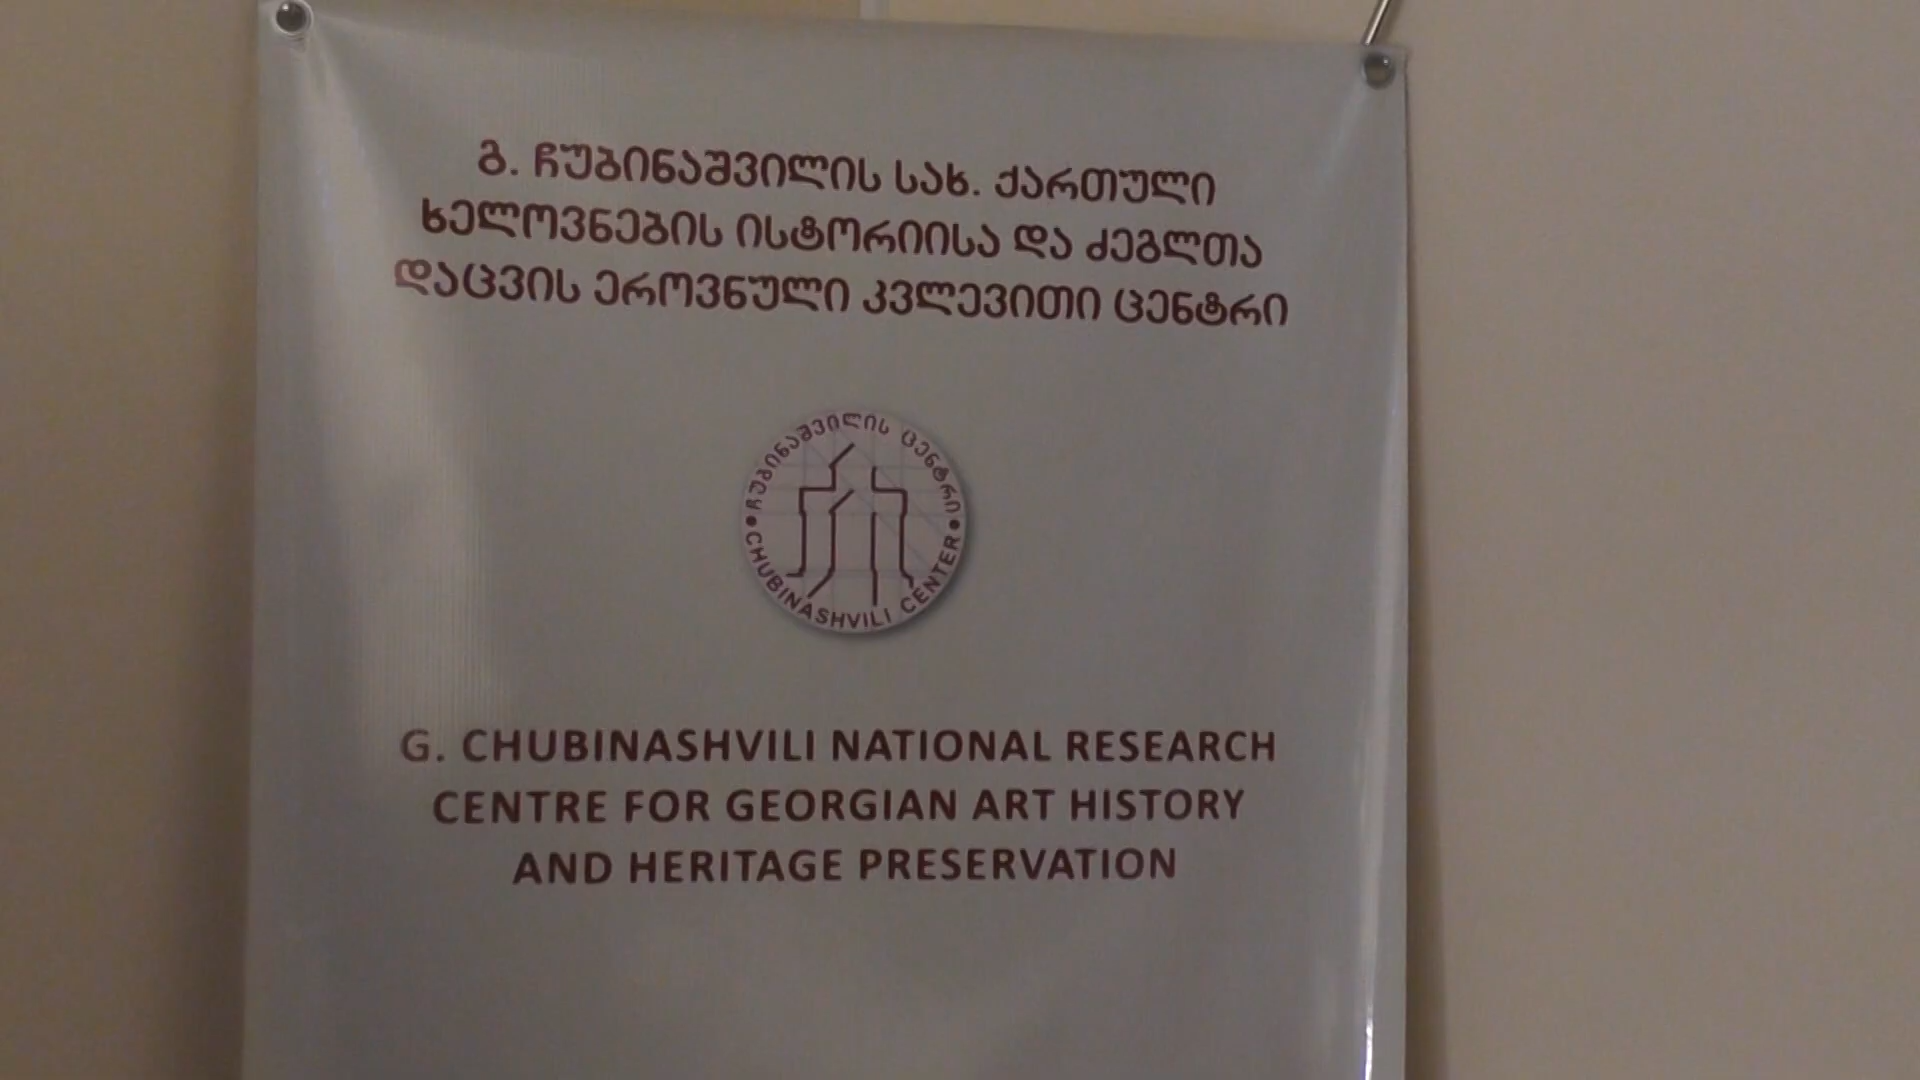 გ. ჩუბინაშვილის სახ. ქართული
ხელოვნების ისტორიისა და ძეგლთა
დაცვის ეროვნული კვლევითი ცენტრი
ჩუბინაშვილის ცენტრი
CHUBINASHVILI CENTER
G. CHUBINASHVILI NATIONAL RESEARCH
CENTRE FOR GEORGIAN ART HISTORY
AND HERITAGE PRESERVATION